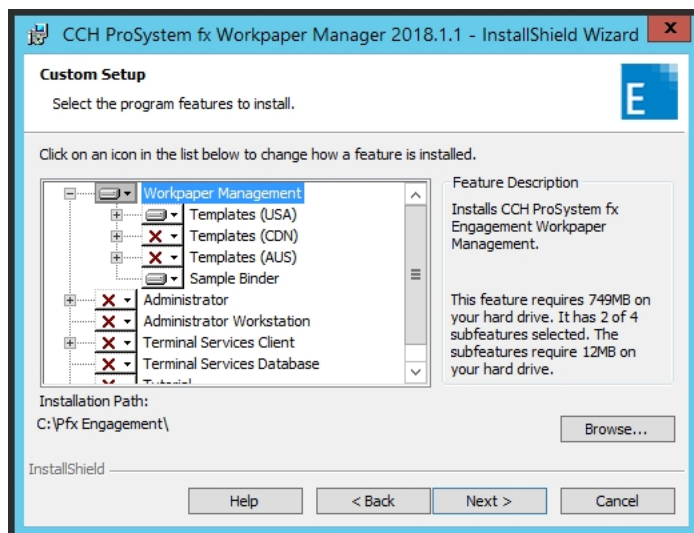 CCH ProSystem fx Workpaper Manager 2018.1.1 - InstallShield Wizard
X
Custom Setup
Select the program features to install.
E
Click on an icon in the list below to change how a feature is installed.
Workpaper Management
Templates (USA)
Templates (CDN)
Templates (AUS)
Sample Binder
Administrator
Administrator Workstation
Terminal Services Client
Terminal Services Database
Tutorial
Feature Description
Installs CCH ProSystem fx
Engagement Workpaper
Management.
This feature requires 749MB on
your hard drive. It has 2 of 4
subfeatures selected. The
subfeatures require 12MB on
your hard drive.
Installation Path:
C:\Pfx Engagement\
Browse...
InstallShield
Help
< Back
Next >
Cancel